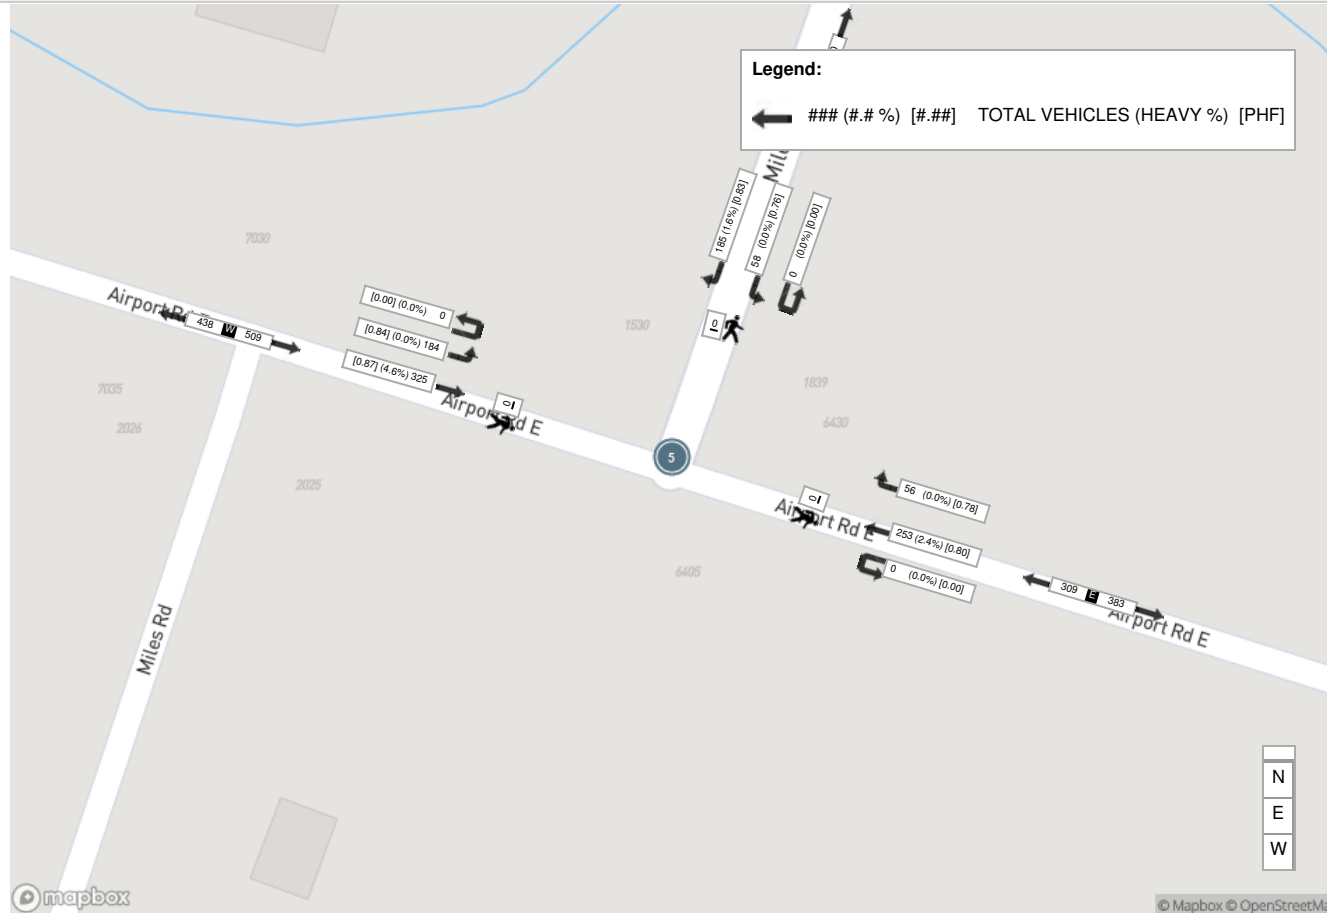 Legend:
### (#.# %) [#.##] TOTAL VEHICLES (HEAVY %) [PHF]
185 (1.6%) [0.83]
58 (0.0%) [0.76]
0 (0.0%) [0.00]
7030
Airport Rd
438 W 509
[0.00] (0.0%) 0
[0.84] (0.0%) 184
[0.87] (4.6%) 325
0
1530
7035
2026
2025
Airport Rd E
0
1839
6430
5
0
Airport Rd E
56 (0.0%) [0.78]
253 (2.4%) [0.80]
0 (0.0%) [0.00]
6405
309 E 383
Airport Rd E
Miles Rd
N
E
W
mapbox
© Mapbox © OpenStreetMa